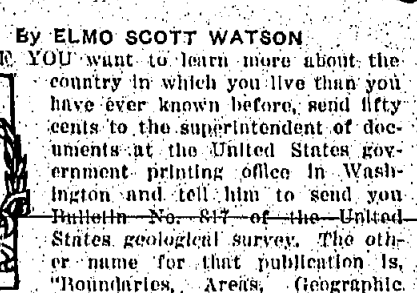 By ELMO SCOTT WATSON
YOU want to learn more about the
country in which you live than you
have ever known before, send fifty
cents to the superintendent of doc-
uments at the United States gov-
ernment printing office in Wash-
ington and tell him to send you
Bulletin No. 817 of the United
States geological survey. The oth-
er name for that publication is,
"Boundaries, Areas, Geographic